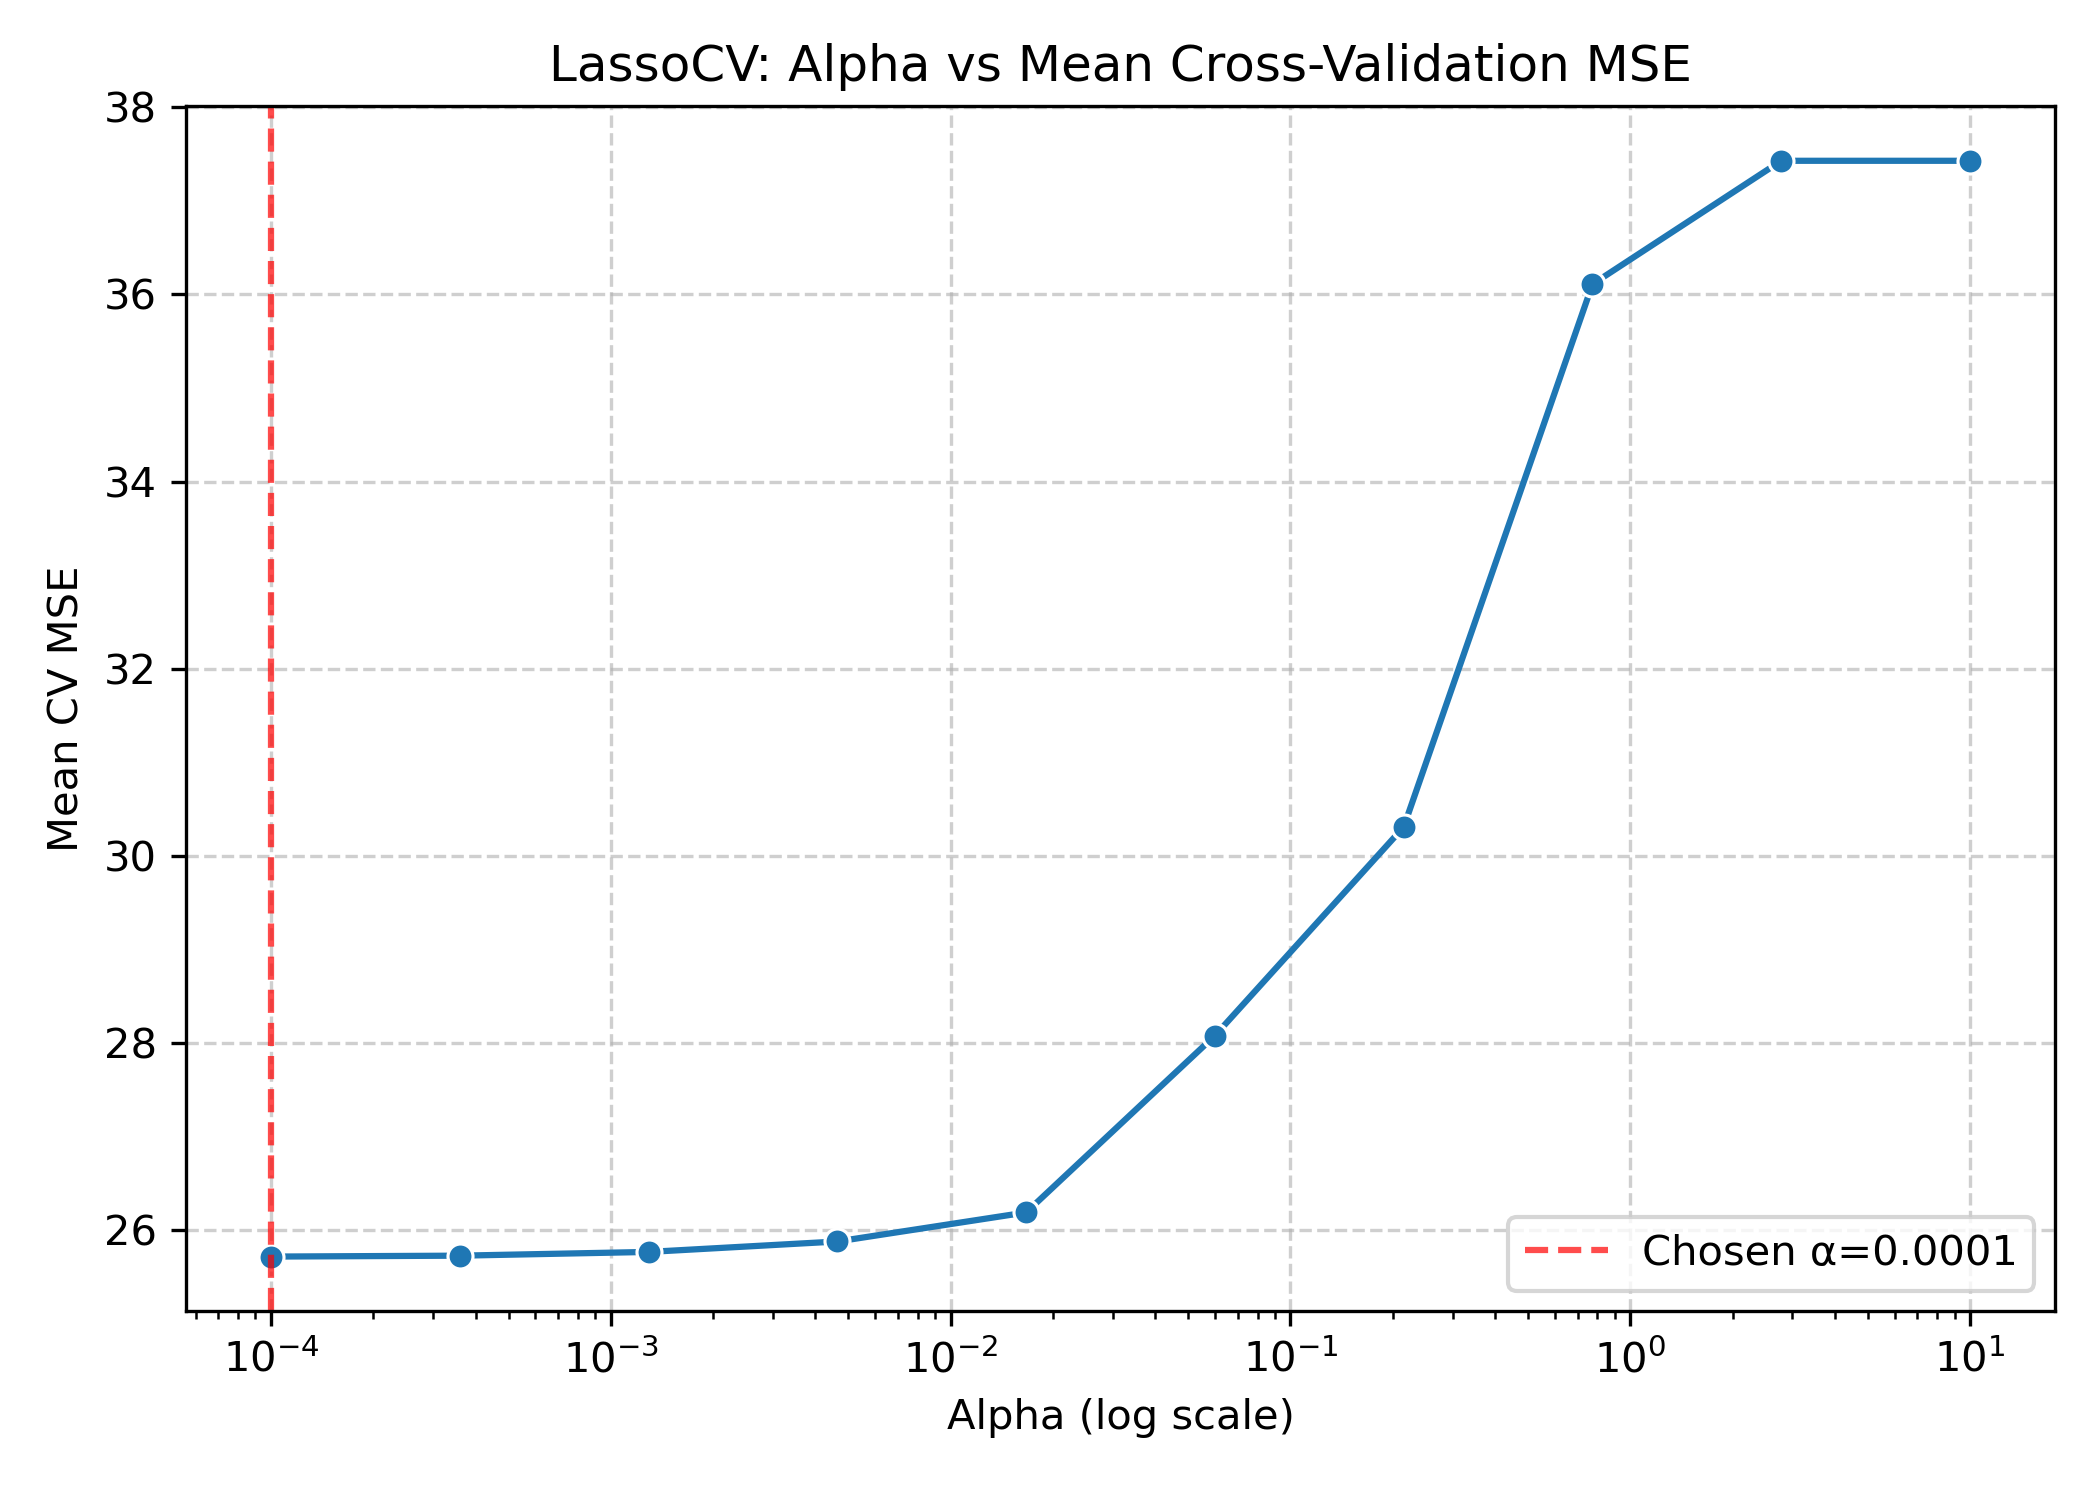 LassoCV: Alpha vs Mean Cross-Validation MSE
38
36
34
32
30
28
26
Mean CV MSE
Chosen α=0.0001
10⁻⁴ 10⁻³ 10⁻² 10⁻¹ 10⁰ 10¹
Alpha (log scale)